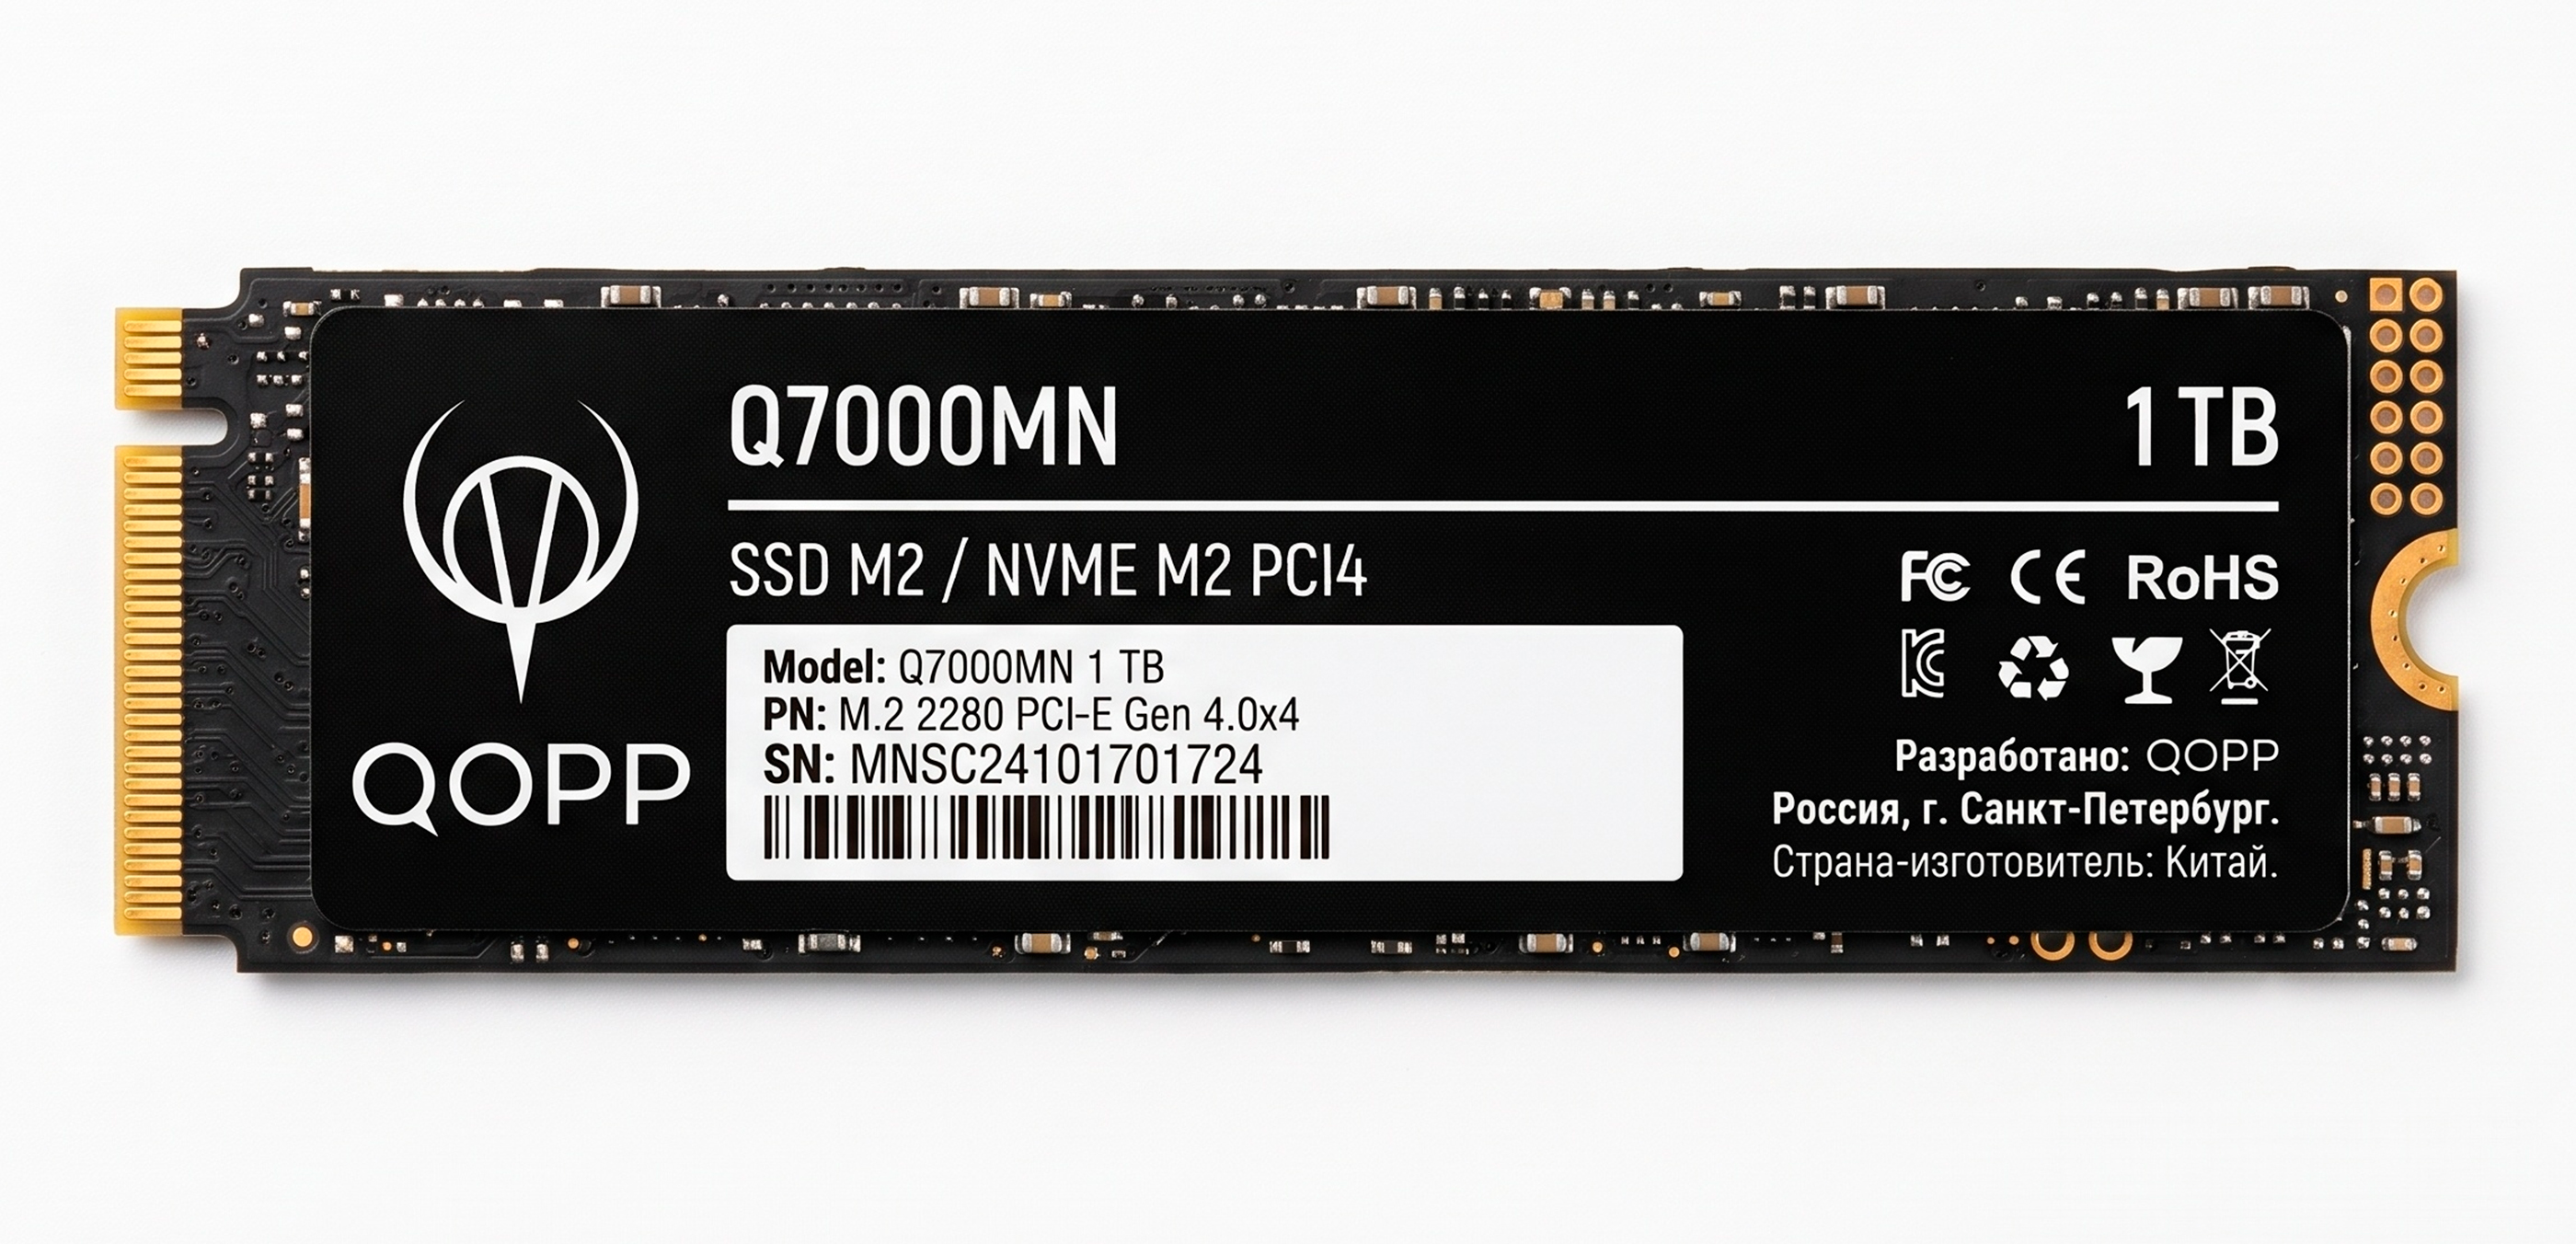 Q7000MN
1 TB
SSD M2 / NVME M2 PCI4
FC CE RoHS
Model: Q7000MN 1 TB
PN: M.2 2280 PCI-E Gen 4.0x4
SN: MNSC24101701724
QOPP
Разработано: QOPP
Россия, г. Санкт-Петербург.
Страна-изготовитель: Китай.